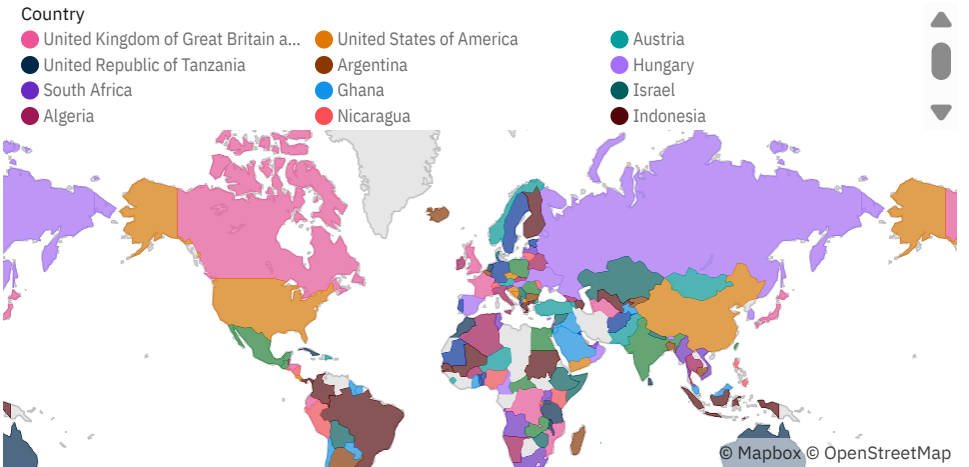 Country
United Kingdom of Great Britain a...
United States of America
Austria
United Republic of Tanzania
Argentina
Hungary
South Africa
Ghana
Israel
Algeria
Nicaragua
Indonesia
© Mapbox © OpenStreetMap